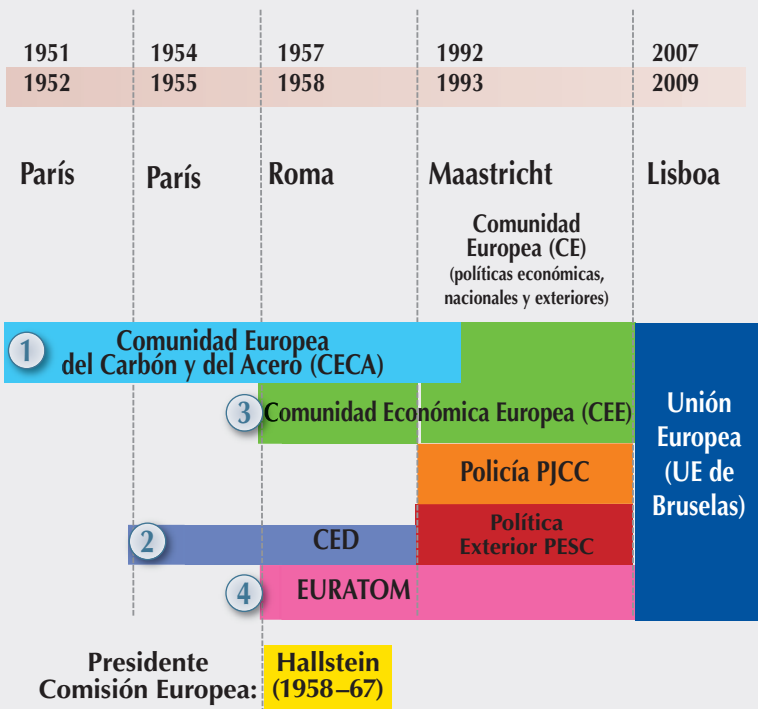 1951 1954 1957 1992 2007
1952 1955 1958 1993 2009
París París Roma Maastricht Lisboa
Comunidad
Europea (CE)
(políticas económicas,
nacionales y exteriores)
1 Comunidad Europea
del Carbón y del Acero (CECA)
3 Comunidad Económica Europea (CEE)
Unión
Europea
(UE de
Bruselas)
Policía PJCC
2 CED
Política
Exterior PESC
4 EURATOM
Presidente
Comisión Europea:
Hallstein
(1958–67)